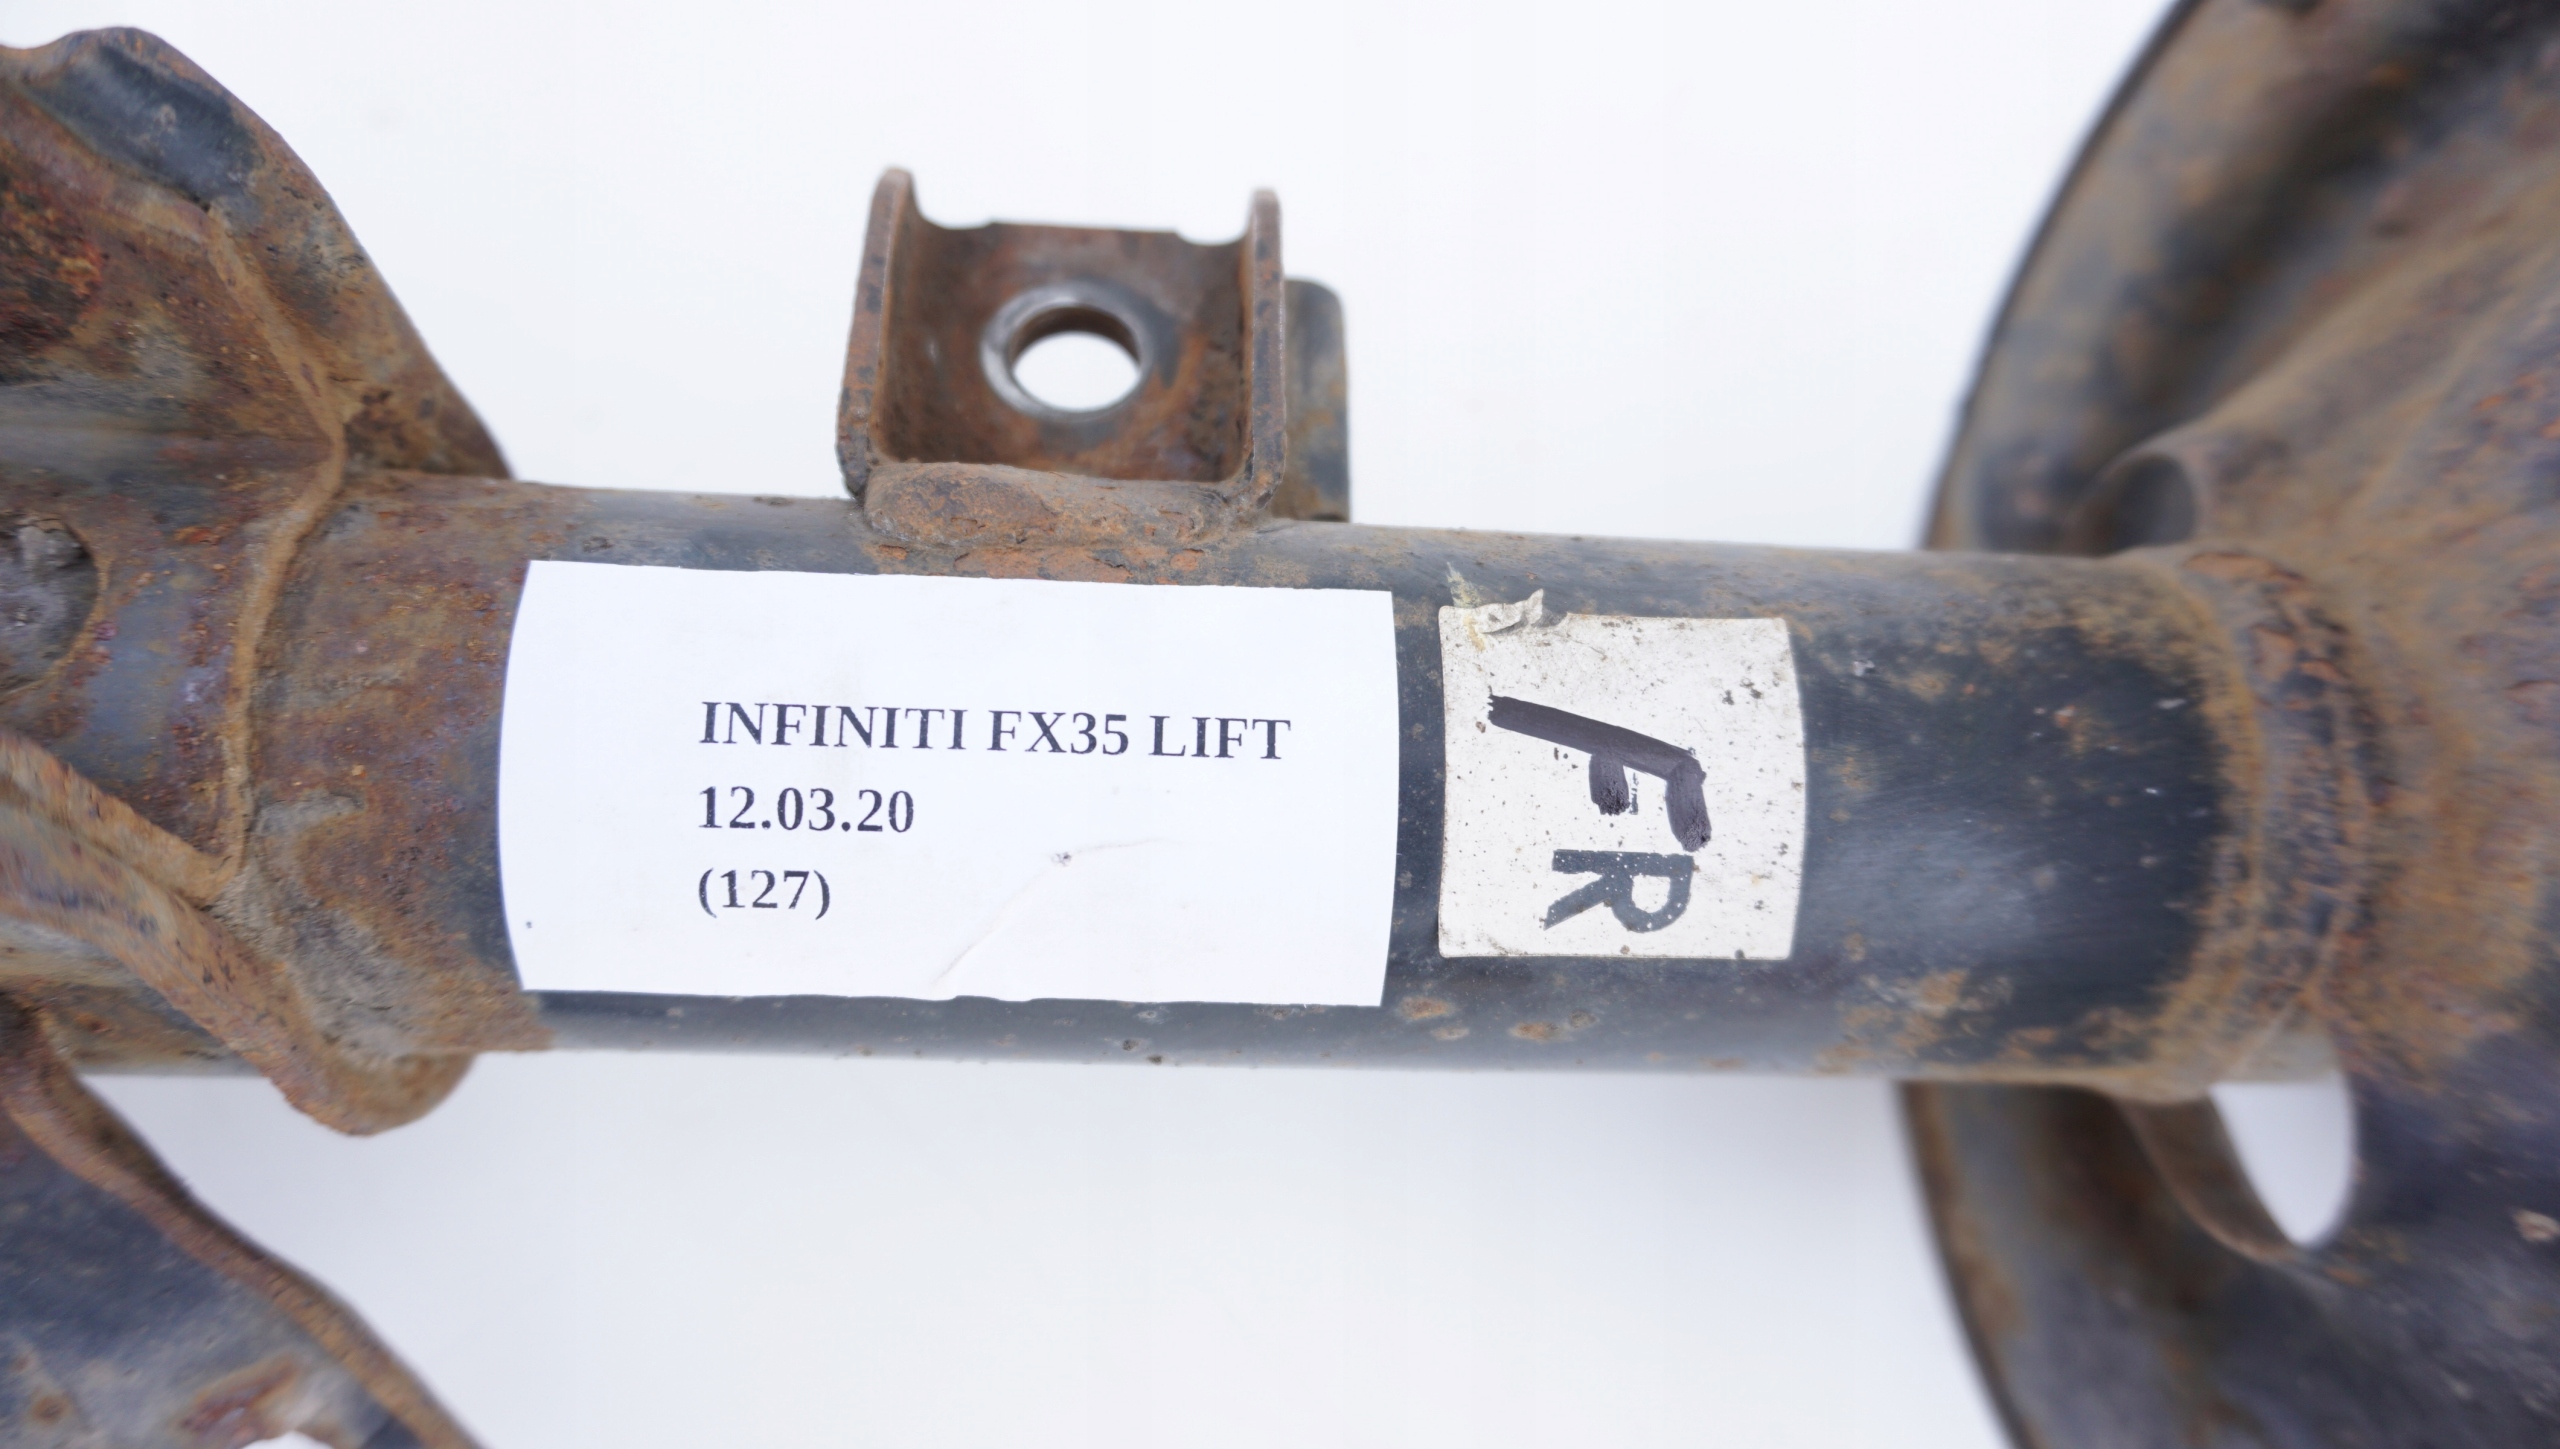 INFINITI FX35 LIFT
12.03.20
(127)
FR